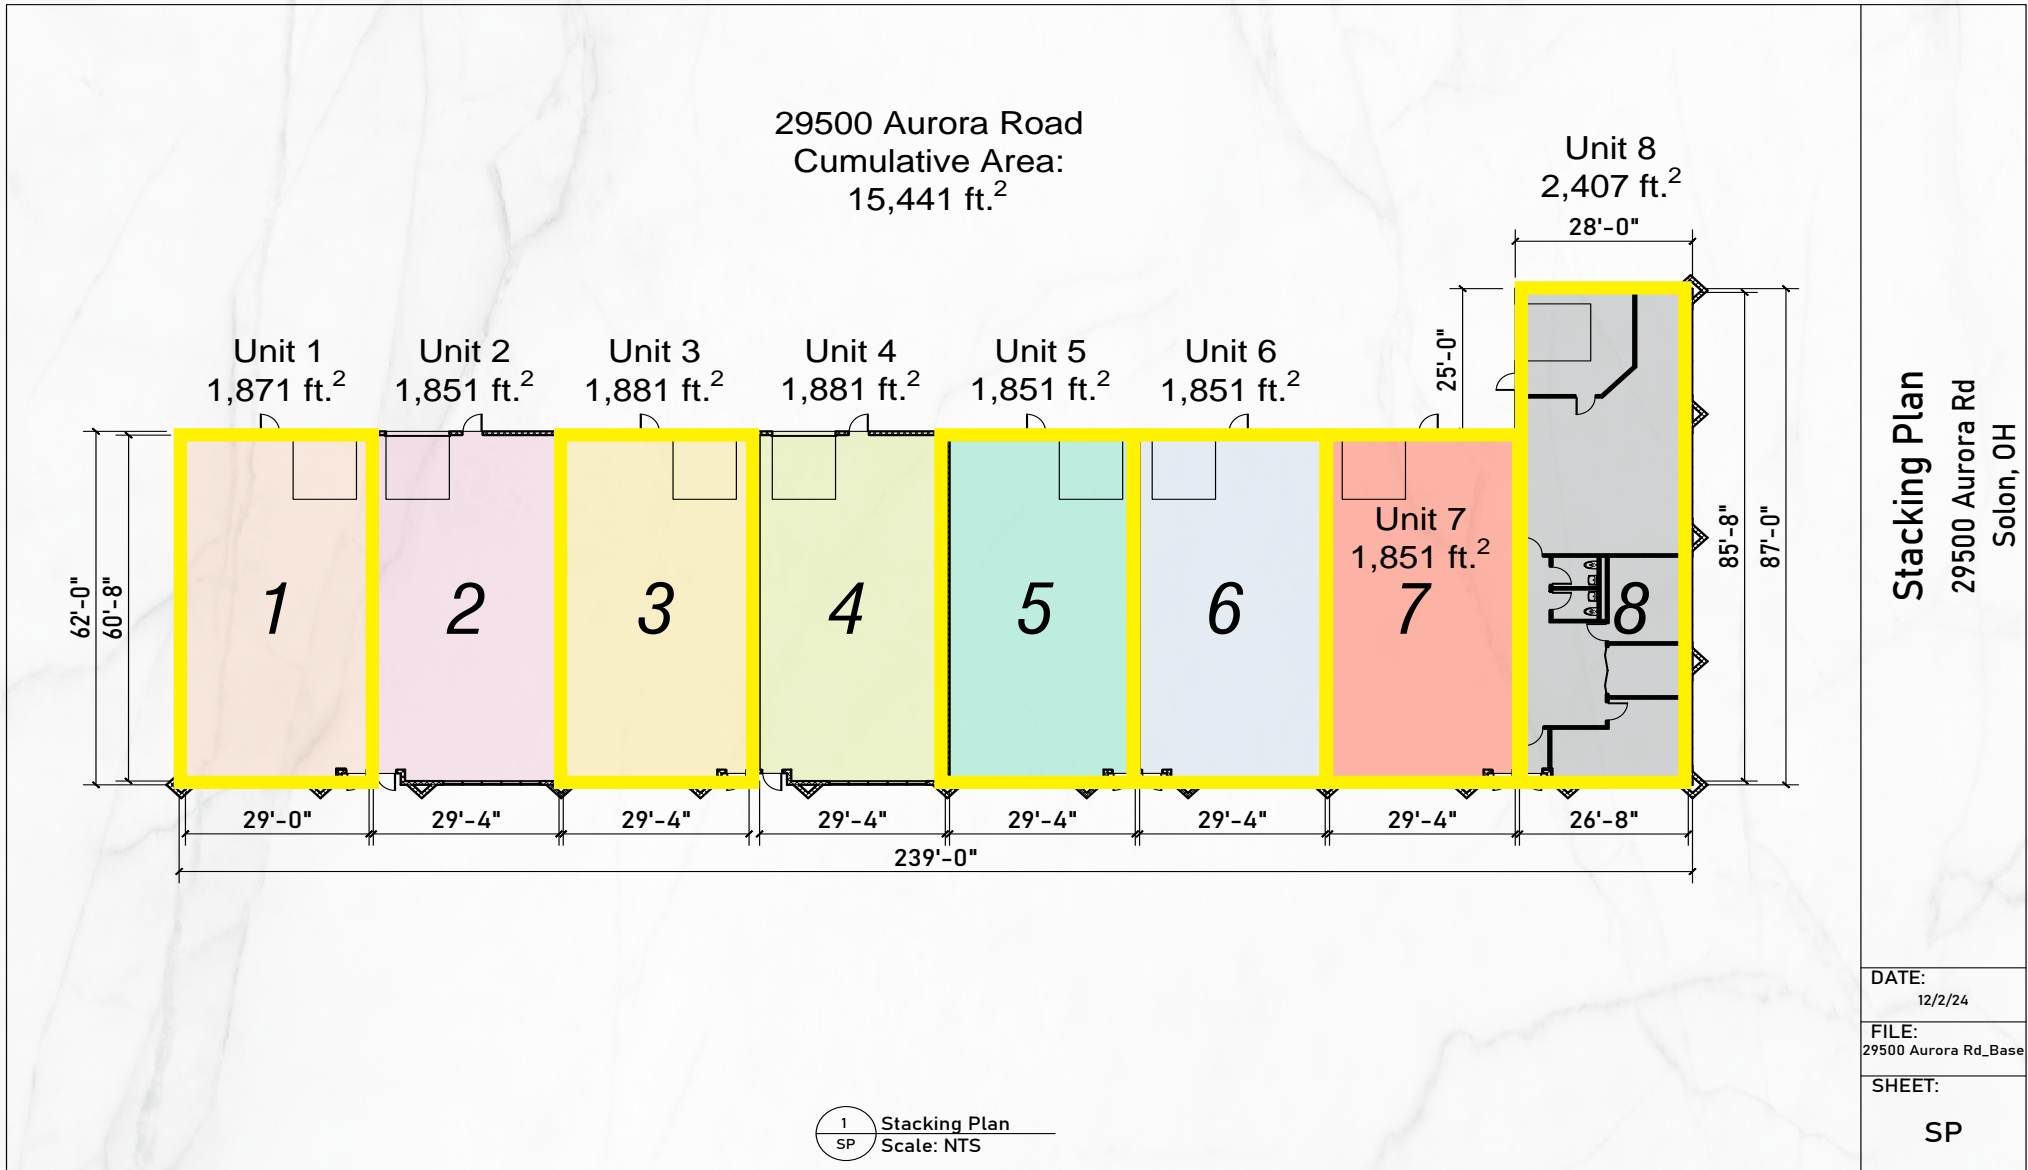 29500 Aurora Road
Cumulative Area:
15,441 ft.²
Unit 8
2,407 ft.²
28'-0"
25'-0"
85'-8"
87'-0"
Unit 1
1,871 ft.²
Unit 2
1,851 ft.²
Unit 3
1,881 ft.²
Unit 4
1,881 ft.²
Unit 5
1,851 ft.²
Unit 6
1,851 ft.²
Unit 7
1,851 ft.²
62'-0"
60'-8"
1
2
3
4
5
6
7
8
29'-0"
29'-4"
29'-4"
29'-4"
29'-4"
29'-4"
29'-4"
26'-8"
239'-0"
1
SP
Stacking Plan
Scale: NTS
Stacking Plan
29500 Aurora Rd
Solon, OH
DATE:
12/2/24
FILE:
29500 Aurora Rd_Base
SHEET:
SP